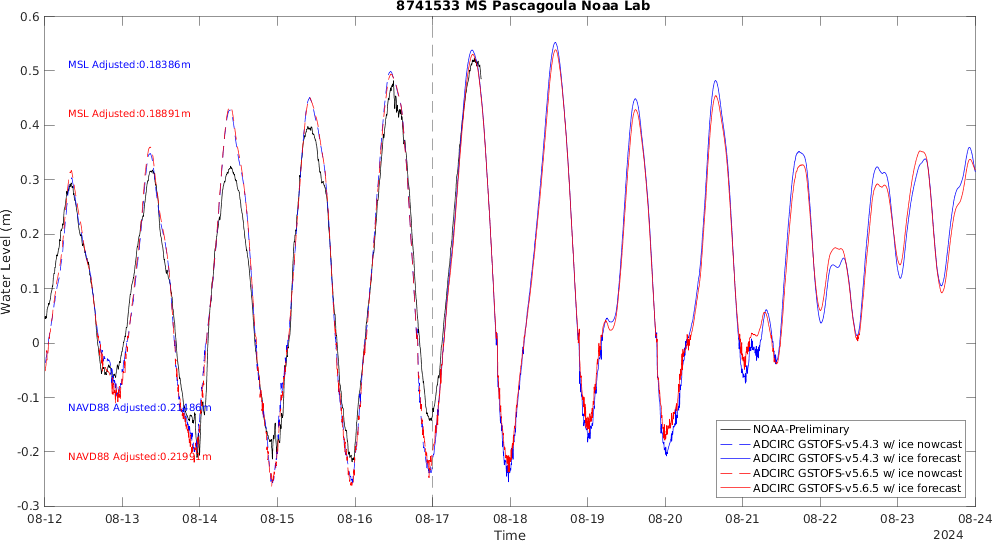 8741533 MS Pascagoula Noaa Lab
0.6
0.5
0.4
0.3
0.2
0.1
0
-0.1
-0.2
-0.3
Water Level (m)
MSL Adjusted:0.18386m
MSL Adjusted:0.18891m
NAVD88 Adjusted:0.21486m
NAVD88 Adjusted:0.21991m
NOAA-Preliminary
ADCIRC GSTOFS-v5.4.3 w/ ice nowcast
ADCIRC GSTOFS-v5.4.3 w/ ice forecast
ADCIRC GSTOFS-v5.6.5 w/ ice nowcast
ADCIRC GSTOFS-v5.6.5 w/ ice forecast
08-12 08-13 08-14 08-15 08-16 08-17 08-18 08-19 08-20 08-21 08-22 08-23 08-24
Time
2024